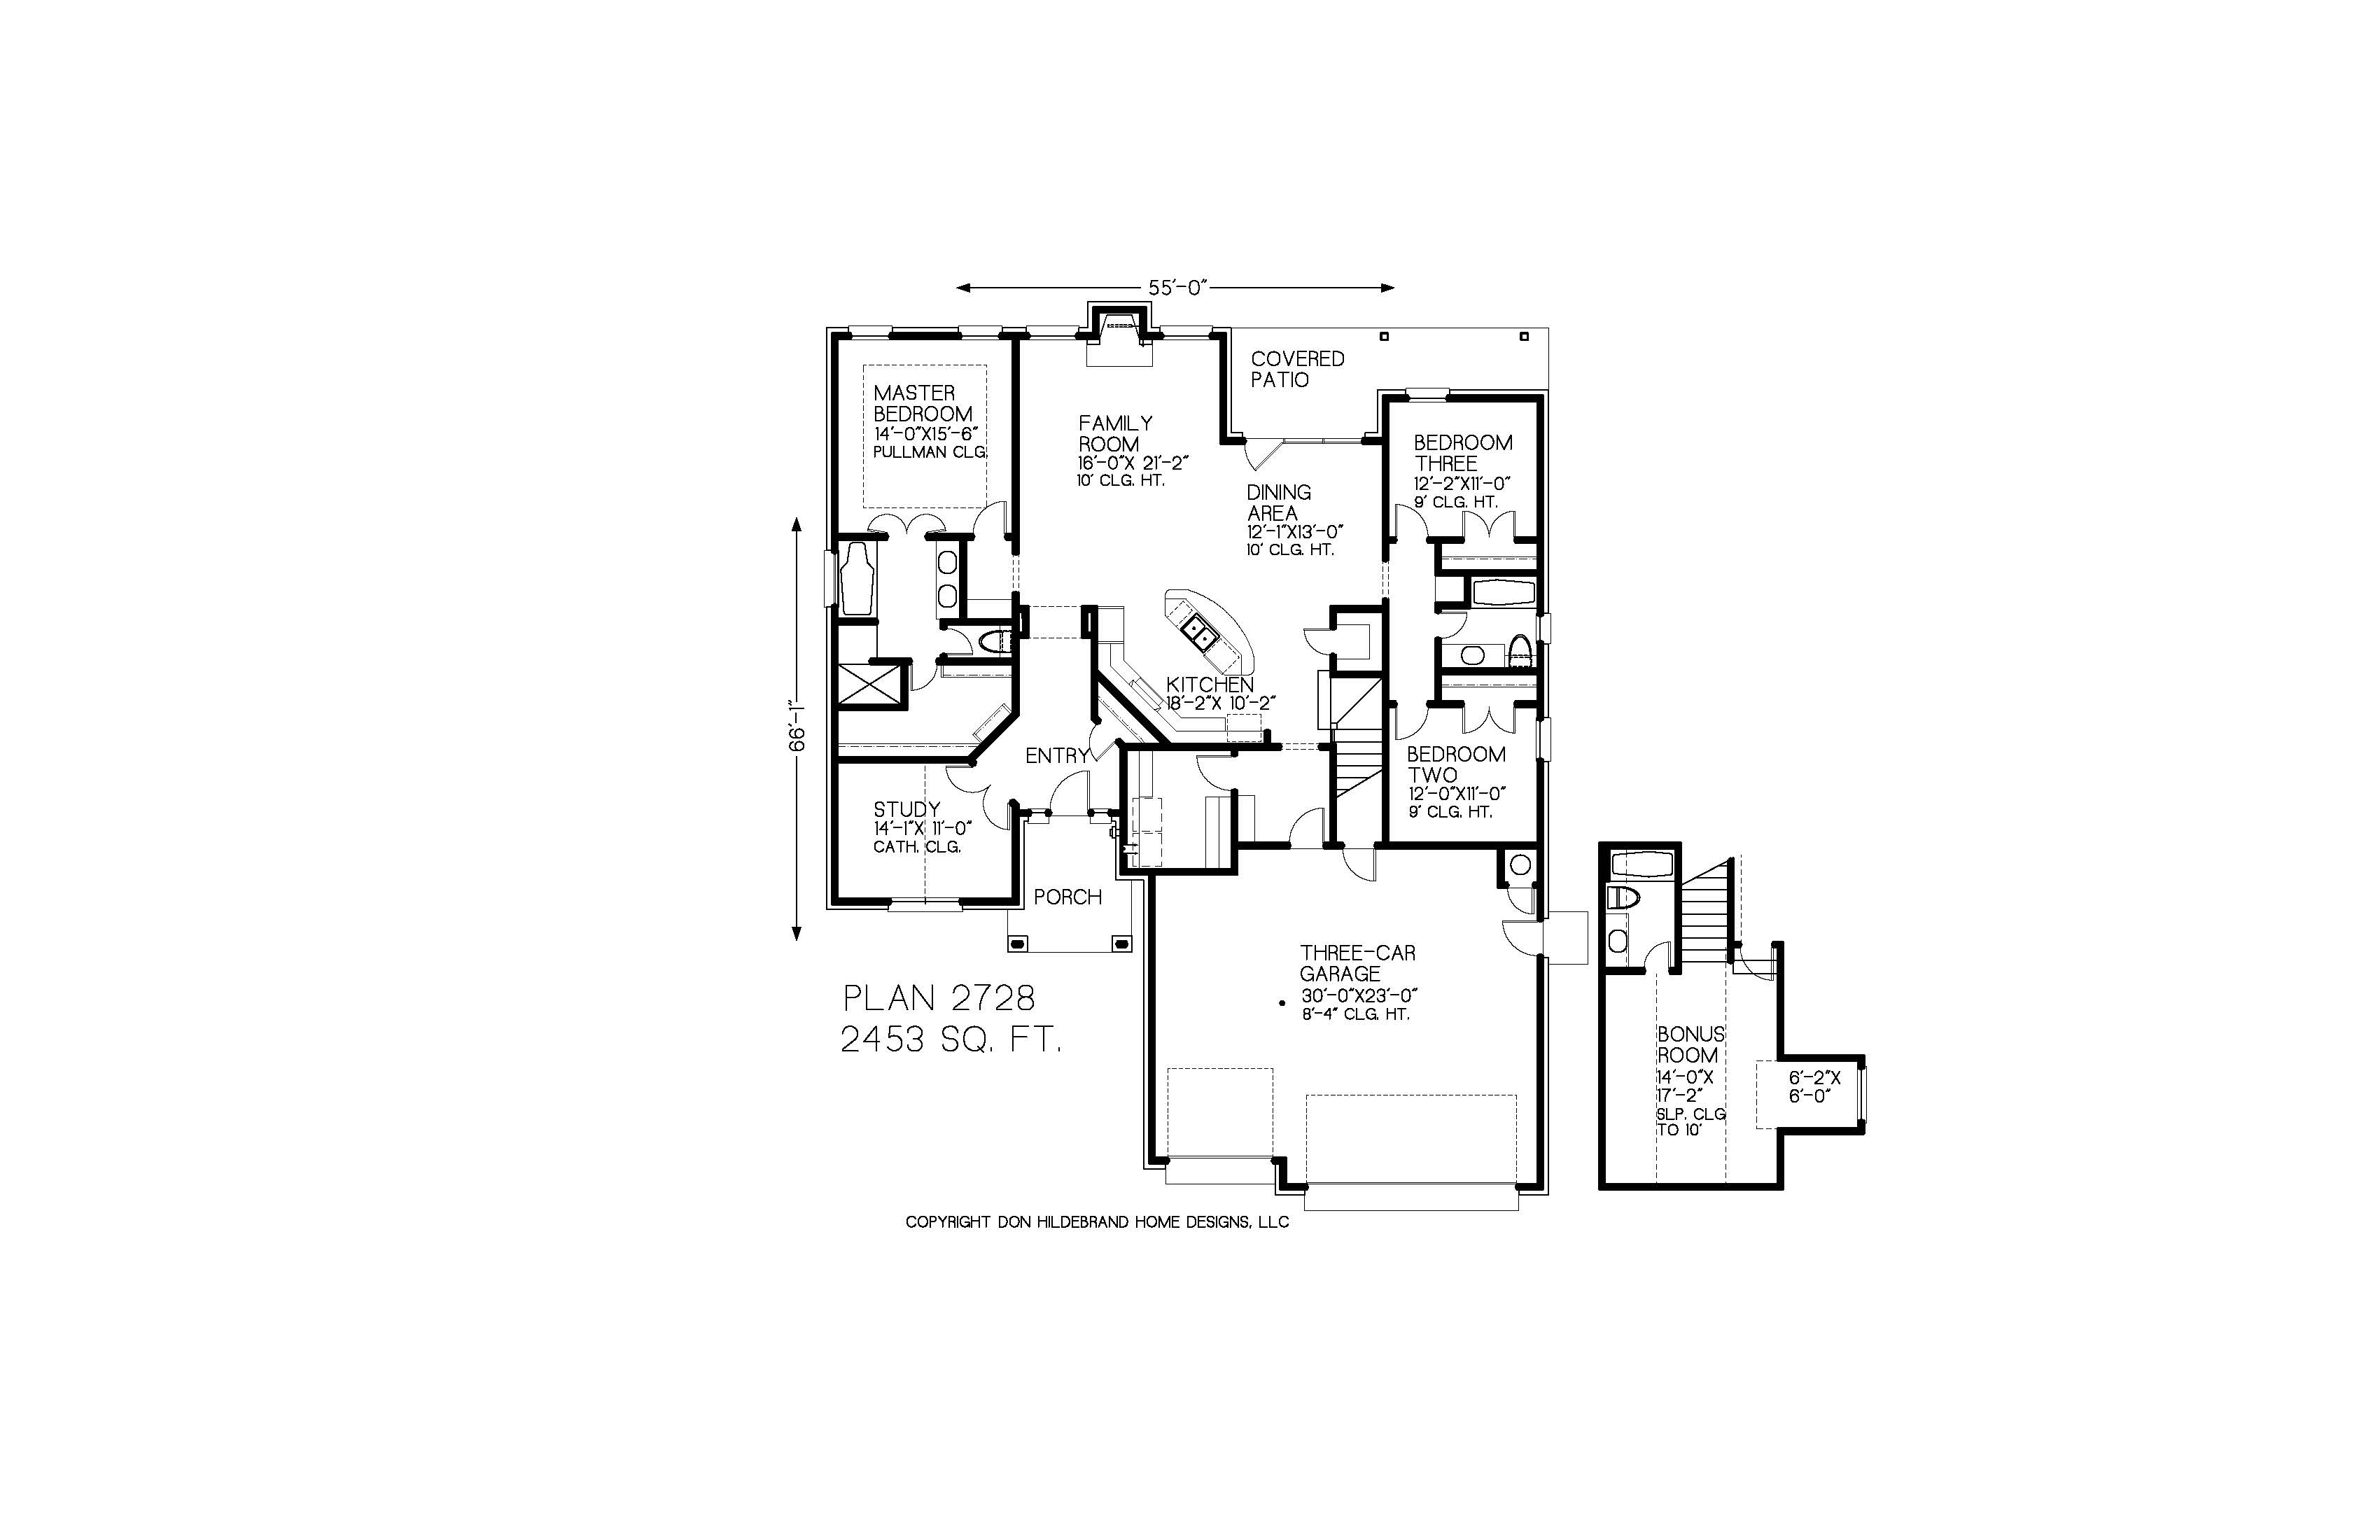 55'-0"
COVERED
PATIO
MASTER
BEDROOM
14'-0"X15'-6"
PULLMAN CLG.
FAMILY
ROOM
16'-0"X 21'-2"
10' CLG. HT.
BEDROOM
THREE
12'-2"X11'-0"
9' CLG. HT.
DINING
AREA
12'-1"X13'-0"
10' CLG. HT.
KITCHEN
18'-2"X 10'-2"
66'-1"
ENTRY
BEDROOM
TWO
12'-0"X11'-0"
9' CLG. HT.
STUDY
14'-1"X 11'-0"
CATH. CLG.
PORCH
THREE-CAR
GARAGE
30'-0"X23'-0"
8'-4" CLG. HT.
PLAN 2728
2453 SQ. FT.
BONUS
ROOM
14'-0"X
17'-2"
SLP. CLG
TO 10'
6'-2"X
6'-0"
COPYRIGHT DON HILDEBRAND HOME DESIGNS, LLC